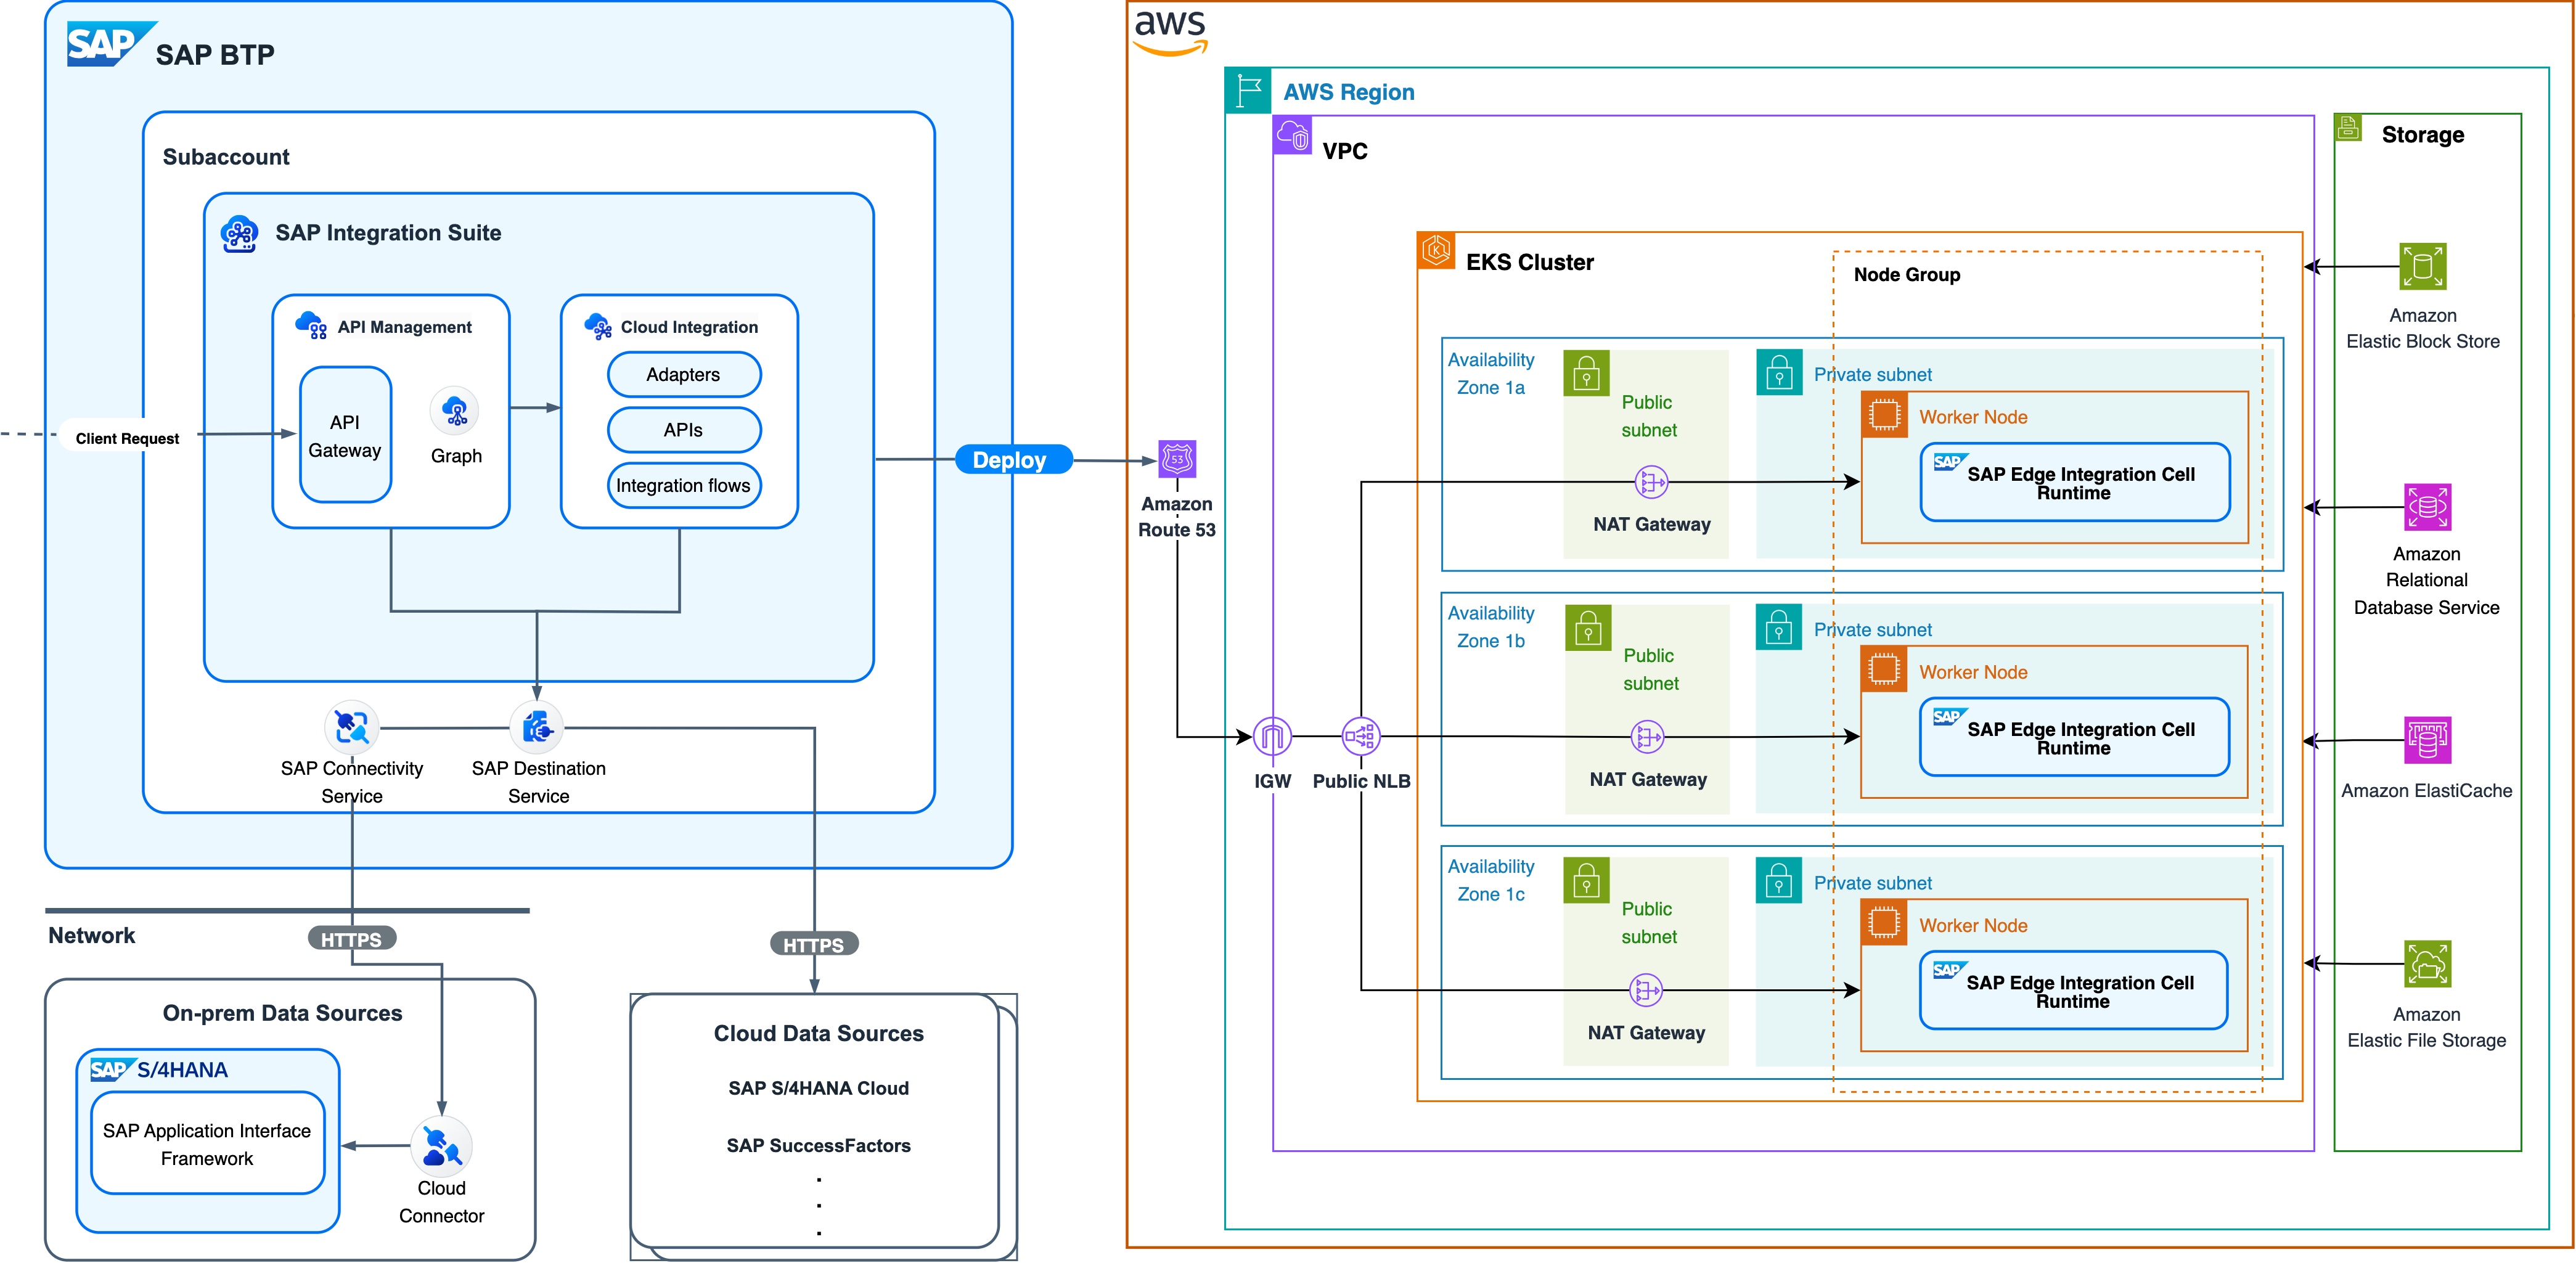 SAP
SAP BTP
Subaccount
SAP Integration Suite
API Management
API
Gateway
Graph
Cloud Integration
Adapters
APIs
Integration flows
Client Request
Deploy
SAP Connectivity
Service
SAP Destination
Service
Network
HTTPS
HTTPS
On-prem Data Sources
SAP S/4HANA
SAP Application Interface
Framework
Cloud
Connector
Cloud Data Sources
SAP S/4HANA Cloud
SAP SuccessFactors
.
.
.
aws
AWS Region
VPC
53
Amazon
Route 53
IGW
Public NLB
EKS Cluster
K
Node Group
Availability
Zone 1a
Public
subnet
NAT Gateway
Private subnet
Worker Node
SAP
SAP Edge Integration Cell
Runtime
Availability
Zone 1b
Public
subnet
NAT Gateway
Private subnet
Worker Node
SAP
SAP Edge Integration Cell
Runtime
Availability
Zone 1c
Public
subnet
NAT Gateway
Private subnet
Worker Node
SAP
SAP Edge Integration Cell
Runtime
Storage
Amazon
Elastic Block Store
Amazon
Relational
Database Service
Amazon ElastiCache
Amazon
Elastic File Storage